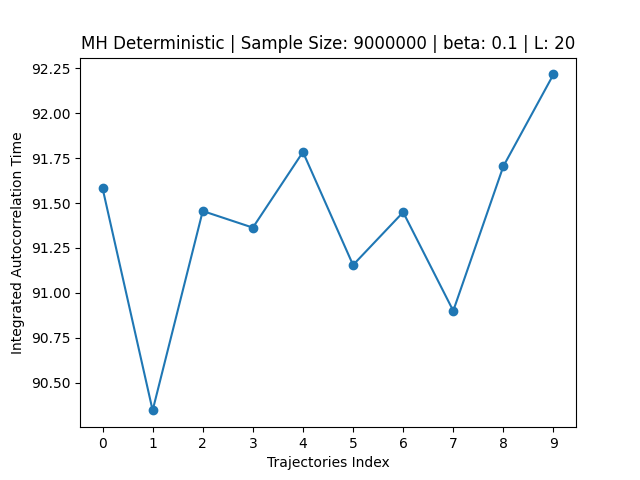 MH Deterministic | Sample Size: 9000000 | beta: 0.1 | L: 20
Integrated Autocorrelation Time
92.25
92.00
91.75
91.50
91.25
91.00
90.75
90.50
0 1 2 3 4 5 6 7 8 9
Trajectories Index